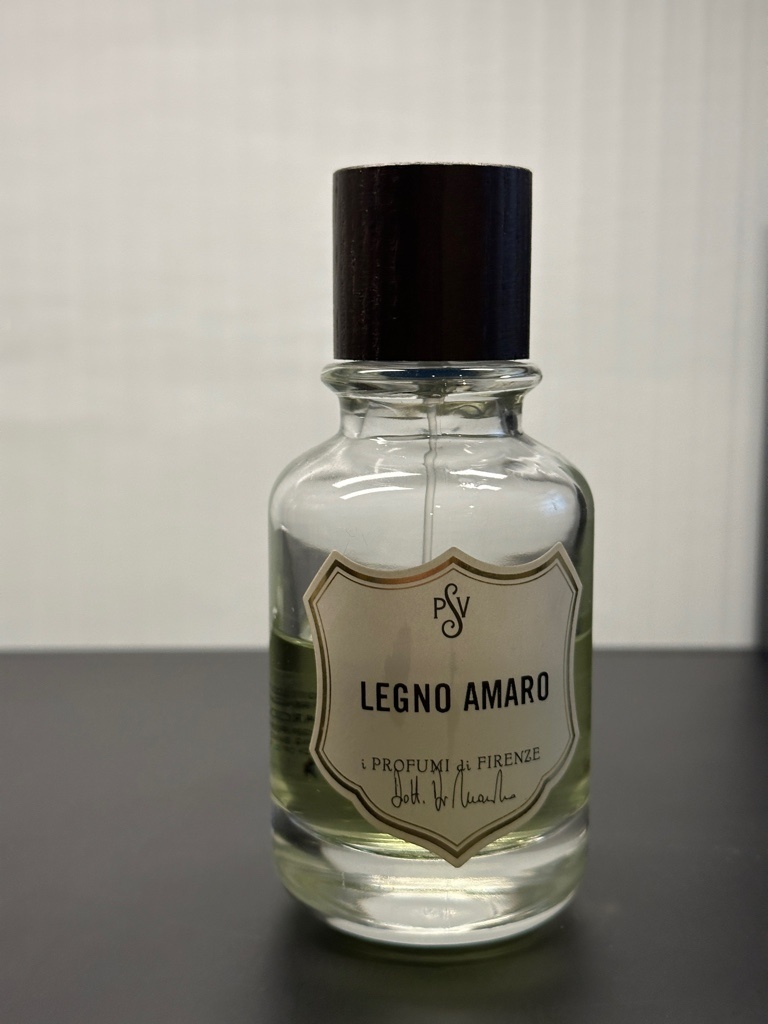 PSV
LEGNO AMARO
i PROFUMI di FIRENZE